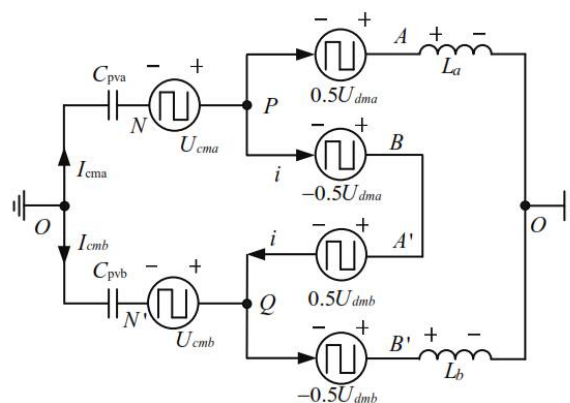 − + A + −
C_pva − + L_a
N P 0.5U_dma
U_cma − + B
I_cma i −0.5U_dma
O O
I_cmb i − + A'
C_pvb − + 0.5U_dmb
N' Q
U_cmb − + B' + −
L_b
−0.5U_dmb